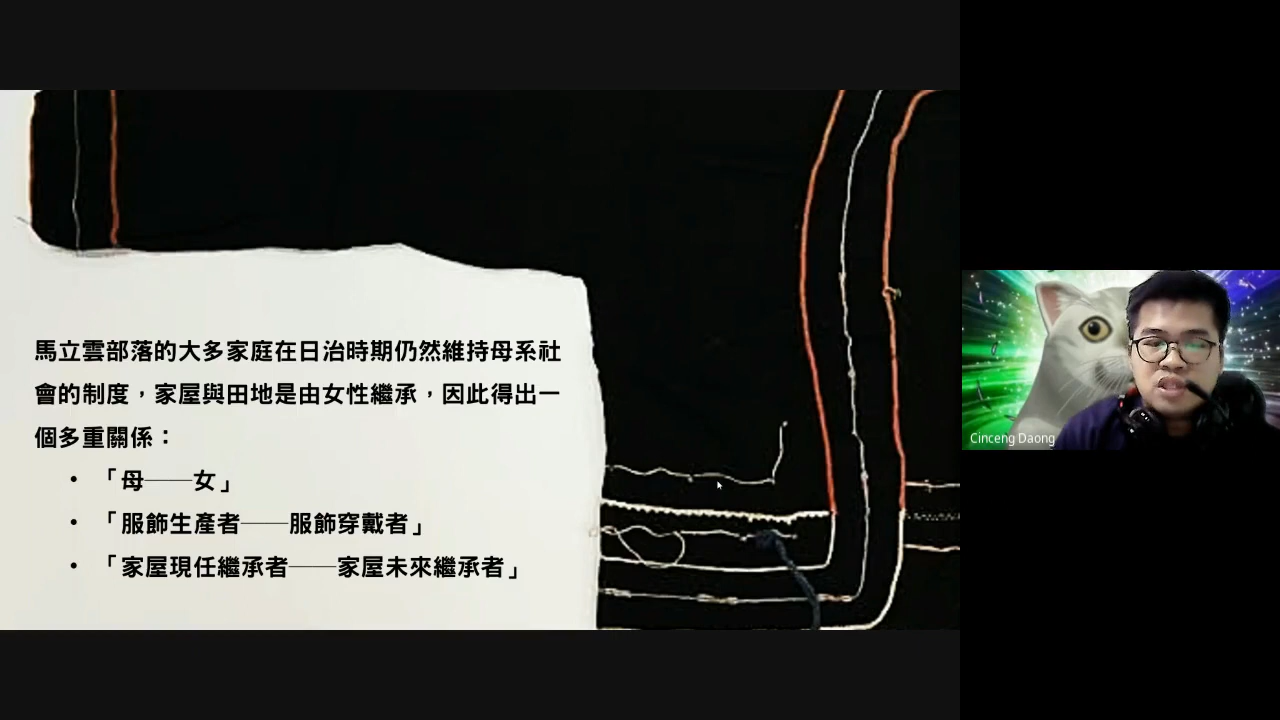 馬立雲部落的大多家庭在日治時期仍然維持母系社
會的制度，家屋與田地是由女性繼承，因此得出一
個多重關係：
• 「母──女」
• 「服飾生產者──服飾穿戴者」
• 「家屋現任繼承者──家屋未來繼承者」
Cinceng Daong